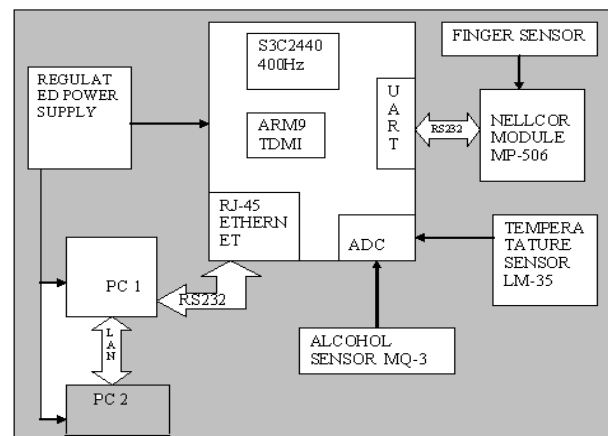 S3C2440
400Hz
ARM9
TDMI
U
A
R
T
RJ-45
ETHERN
ET
ADC
REGULAT
ED POWER
SUPPLY
FINGER SENSOR
RS232
NELLCOR
MODULE
MP-506
TEMPERA
TATURE
SENSOR
LM-35
PC 1
RS232
LAN
PC 2
ALCOHOL
SENSOR MQ-3